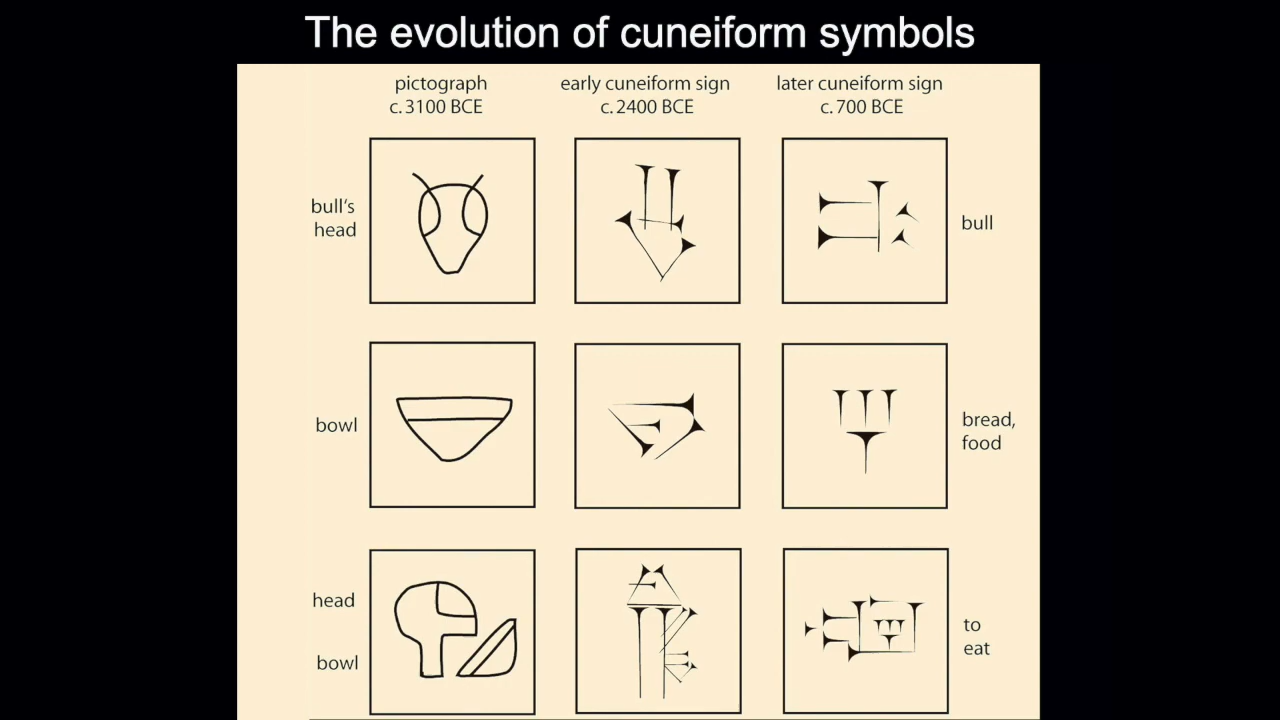 The evolution of cuneiform symbols
pictograph
c. 3100 BCE
early cuneiform sign
c. 2400 BCE
later cuneiform sign
c. 700 BCE
bull's
head
bull
bowl
bread,
food
head
bowl
to
eat